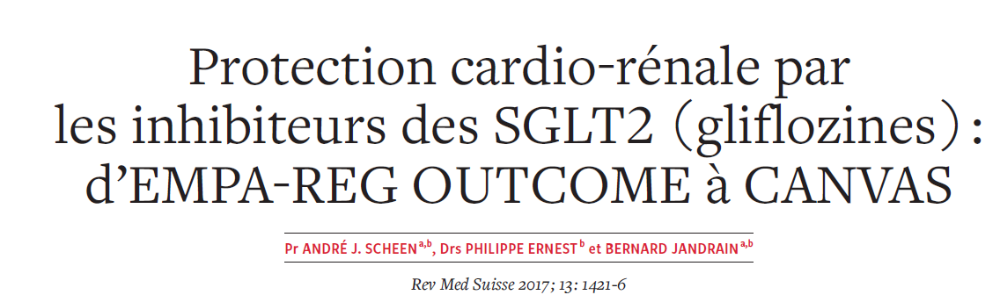 Protection cardio-rénale par
les inhibiteurs des SGLT2 (gliflozines) :
d’EMPA-REG OUTCOME à CANVAS
Pr ANDRÉ J. SCHEEN a,b, Drs PHILIPPE ERNEST b et BERNARD JANDRAIN a,b
Rev Med Suisse 2017 ; 13 : 1421-6